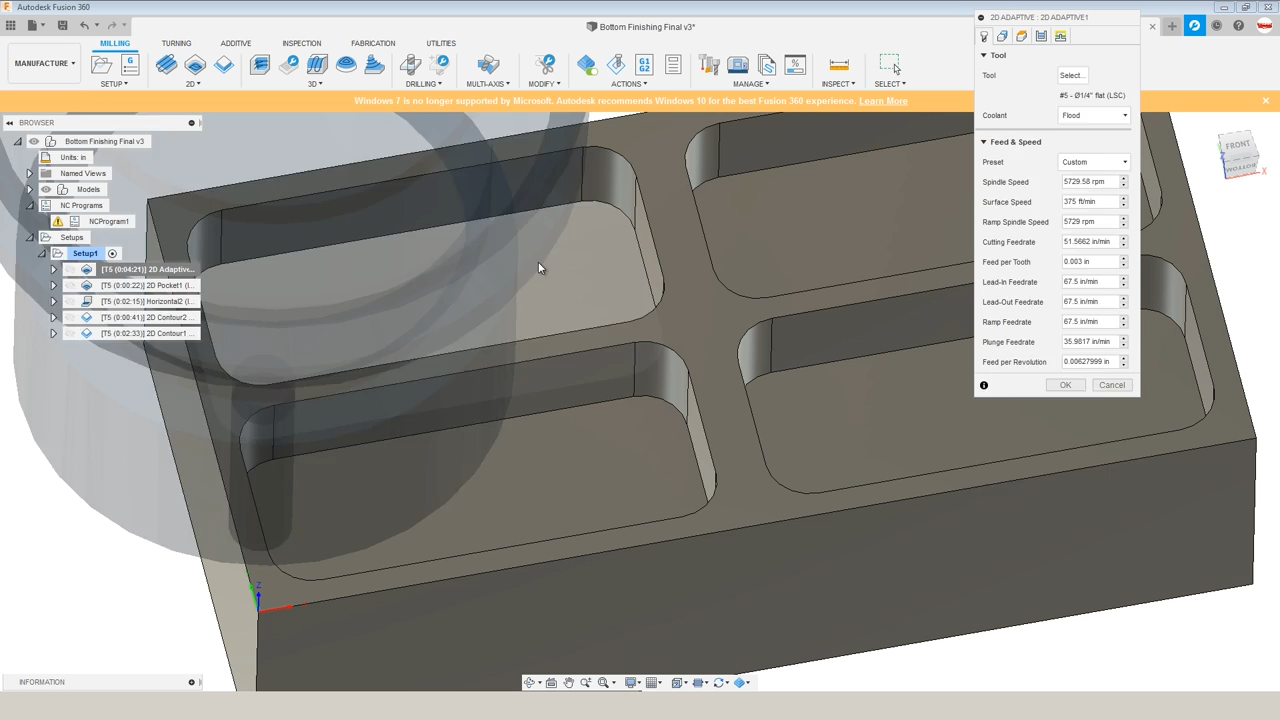 Autodesk Fusion 360
Bottom Finishing Final v3*
MILLING TURNING ADDITIVE INSPECTION FABRICATION UTILITIES
MANUFACTURE
SETUP 2D 3D DRILLING MULTI-AXIS MODIFY ACTIONS MANAGE INSPECT SELECT
Windows 7 is no longer supported by Microsoft. Autodesk recommends Windows 10 for the best Fusion 360 experience. Learn More
BROWSER
Bottom Finishing Final v3
Units: in
Named Views
Models
NC Programs
NCProgram1
Setups
Setup1
[T5 (0:04:21)] 2D Adaptive...
[T5 (0:00:22)] 2D Pocket1 (I...
[T5 (0:02:15)] Horizontal2 (I...
[T5 (0:00:41)] 2D Contour2 ...
[T5 (0:02:33)] 2D Contour1 ...
2D ADAPTIVE : 2D ADAPTIVE1
Tool
Tool Select...
#5 - Ø1/4" flat (LSC)
Coolant Flood
Feed & Speed
Preset Custom
Spindle Speed 5729.58 rpm
Surface Speed 375 ft/min
Ramp Spindle Speed 5729 rpm
Cutting Feedrate 51.5662 in/min
Feed per Tooth 0.003 in
Lead-In Feedrate 67.5 in/min
Lead-Out Feedrate 67.5 in/min
Ramp Feedrate 67.5 in/min
Plunge Feedrate 35.9817 in/min
Feed per Revolution 0.00627999 in
OK Cancel
FRONT
BOTTOM
Z
X
Z
INFORMATION